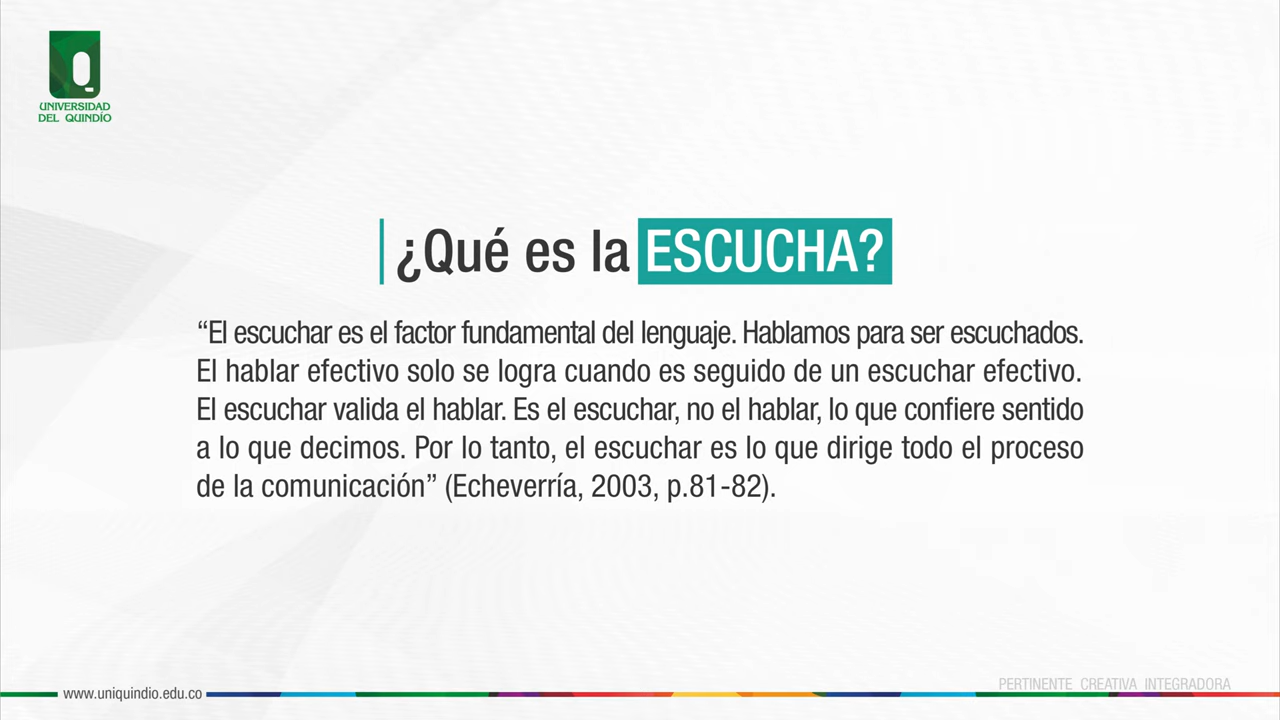 UNIVERSIDAD
DEL QUINDÍO
¿Qué es la ESCUCHA?
“El escuchar es el factor fundamental del lenguaje. Hablamos para ser escuchados.
El hablar efectivo solo se logra cuando es seguido de un escuchar efectivo.
El escuchar valida el hablar. Es el escuchar, no el hablar, lo que confiere sentido
a lo que decimos. Por lo tanto, el escuchar es lo que dirige todo el proceso
de la comunicación” (Echeverría, 2003, p.81-82).
PERTINENTE CREATIVA INTEGRADORA
www.uniquindio.edu.co